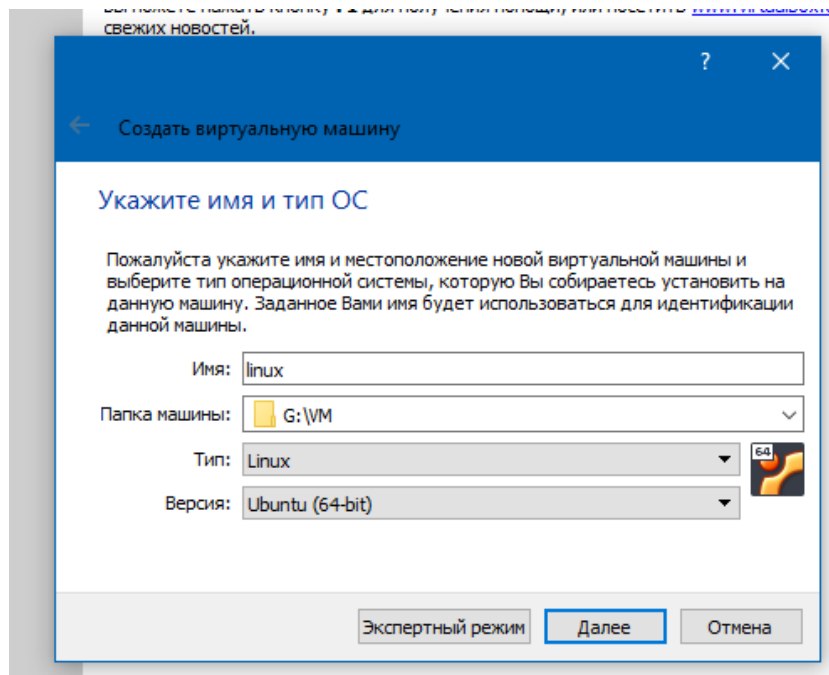 свежих новостей.
?
Создать виртуальную машину
Укажите имя и тип ОС
Пожалуйста укажите имя и местоположение новой виртуальной машины и
выберите тип операционной системы, которую Вы собираетесь установить на
данную машину. Заданное Вами имя будет использоваться для идентификации
данной машины.
Имя: linux
Папка машины: G:\VM
Тип: Linux
64
Версия: Ubuntu (64-bit)
Экспертный режим Далее Отмена